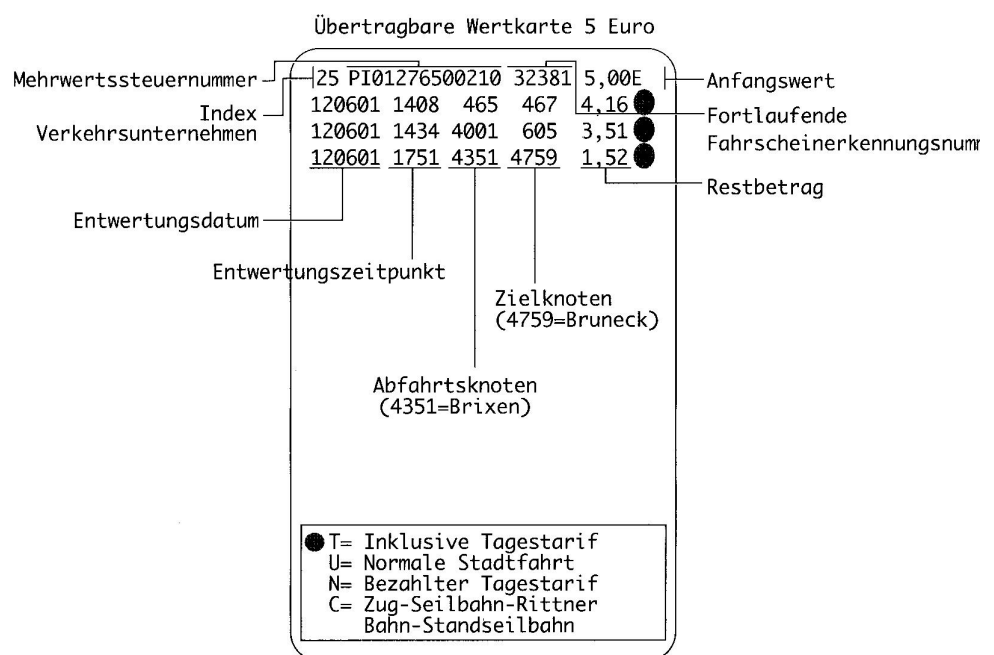 Übertragbare Wertkarte 5 Euro
Mehrwertssteuernummer
25 PI01276500210 32381 5,00E
Anfangswert
Index
Verkehrsunternehmen
120601 1408 465 467 4,16
Fortlaufende
Fahrscheinerkennungsnum
120601 1434 4001 605 3,51
120601 1751 4351 4759 1,52
Restbetrag
Entwertungsdatum
Entwertungszeitpunkt
Zielknoten
(4759=Bruneck)
Abfahrtsknoten
(4351=Brixen)
T= Inklusive Tagestarif
U= Normale Stadtfahrt
N= Bezahlter Tagestarif
C= Zug-Seilbahn-Rittner
Bahn-Standseilbahn